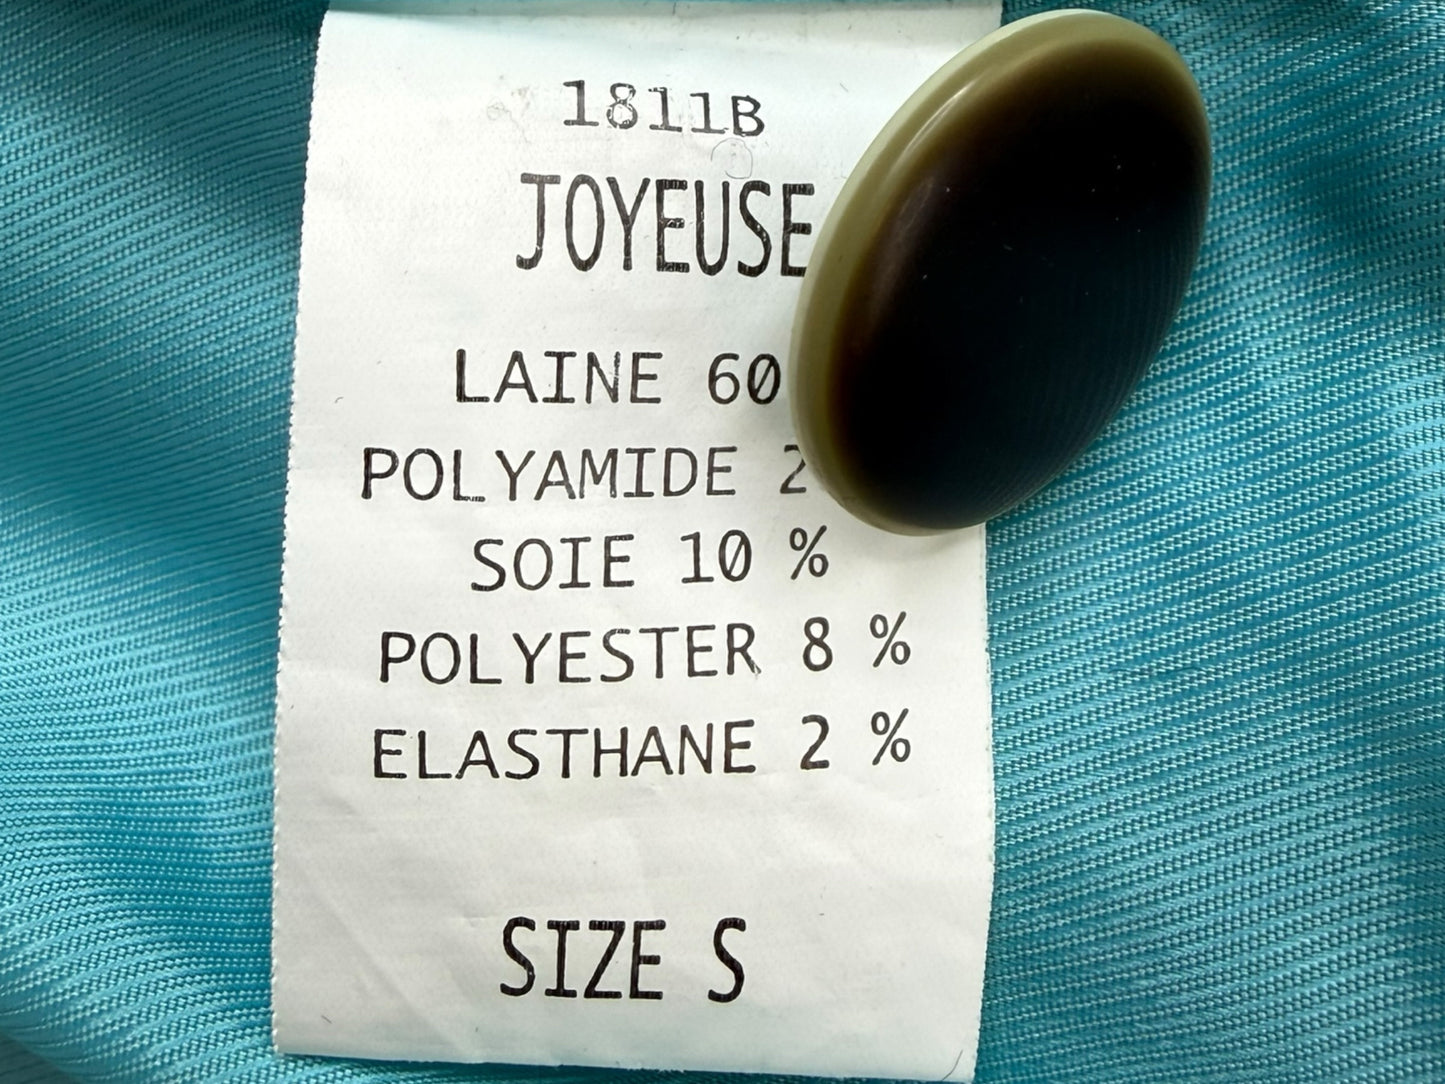 1811B
JOYEUSE
LAINE 60
POLYAMIDE 2
SOIE 10 %
POLYESTER 8 %
ELASTHANE 2 %
SIZE S